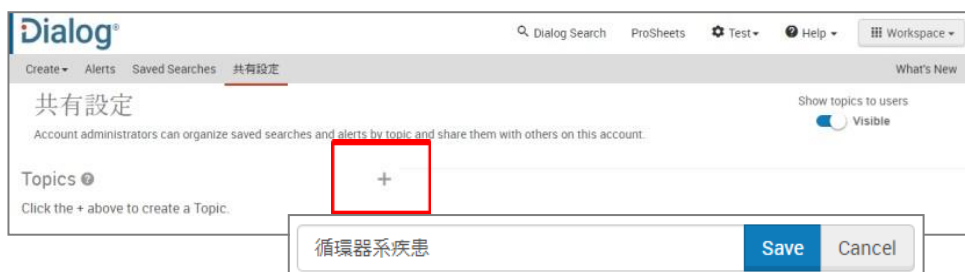 Dialog®
Dialog Search ProSheets Test Help Workspace
Create Alerts Saved Searches 共有設定 What's New
共有設定
Show topics to users
Visible
Account administrators can organize saved searches and alerts by topic and share them with others on this account.
Topics
+
Click the + above to create a Topic.
循環器系疾患 Save Cancel